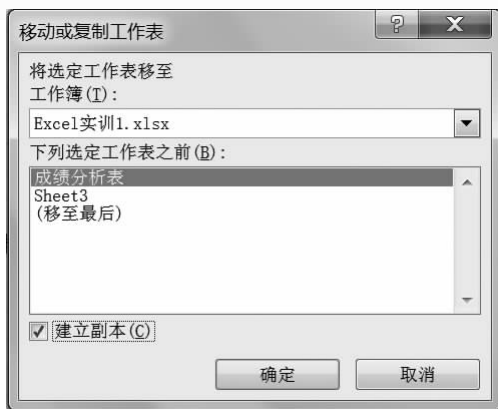 移动或复制工作表
将选定工作表移至
工作簿(T):
Excel实训1.xlsx
下列选定工作表之前(B):
成绩分析表
Sheet3
(移至最后)
建立副本(C)
确定
取消